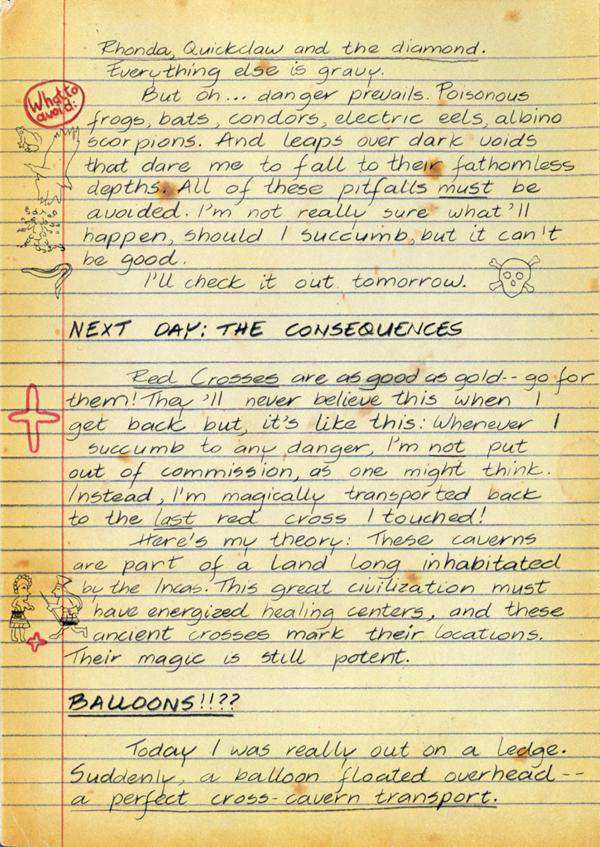 Rhonda, Quickclaw and the diamond.
Everything else is gravy.
What to
avoid:
But oh... danger prevails. Poisonous
frogs, bats, condors, electric eels, albino
scorpions. And leaps over dark voids
that dare me to fall to their fathomless
depths. All of these pitfalls must be
avoided. I'm not really sure what'll
happen, should I succumb, but it can't
be good.
I'll check it out tomorrow.
NEXT DAY: THE CONSEQUENCES
Red Crosses are as good as gold--go for
them! They'll never believe this when I
get back but, it's like this: Whenever I
succumb to any danger, I'm not put
out of commission, as one might think.
Instead, I'm magically transported back
to the last red cross I touched!
Here's my theory: These caverns
are part of a land long inhabitated
by the Incas. This great civilization must
have energized healing centers, and these
ancient crosses mark their locations.
Their magic is still potent.
BALLOONS!!??
Today I was really out on a ledge.
Suddenly, a balloon floated overhead--
a perfect cross-cavern transport.